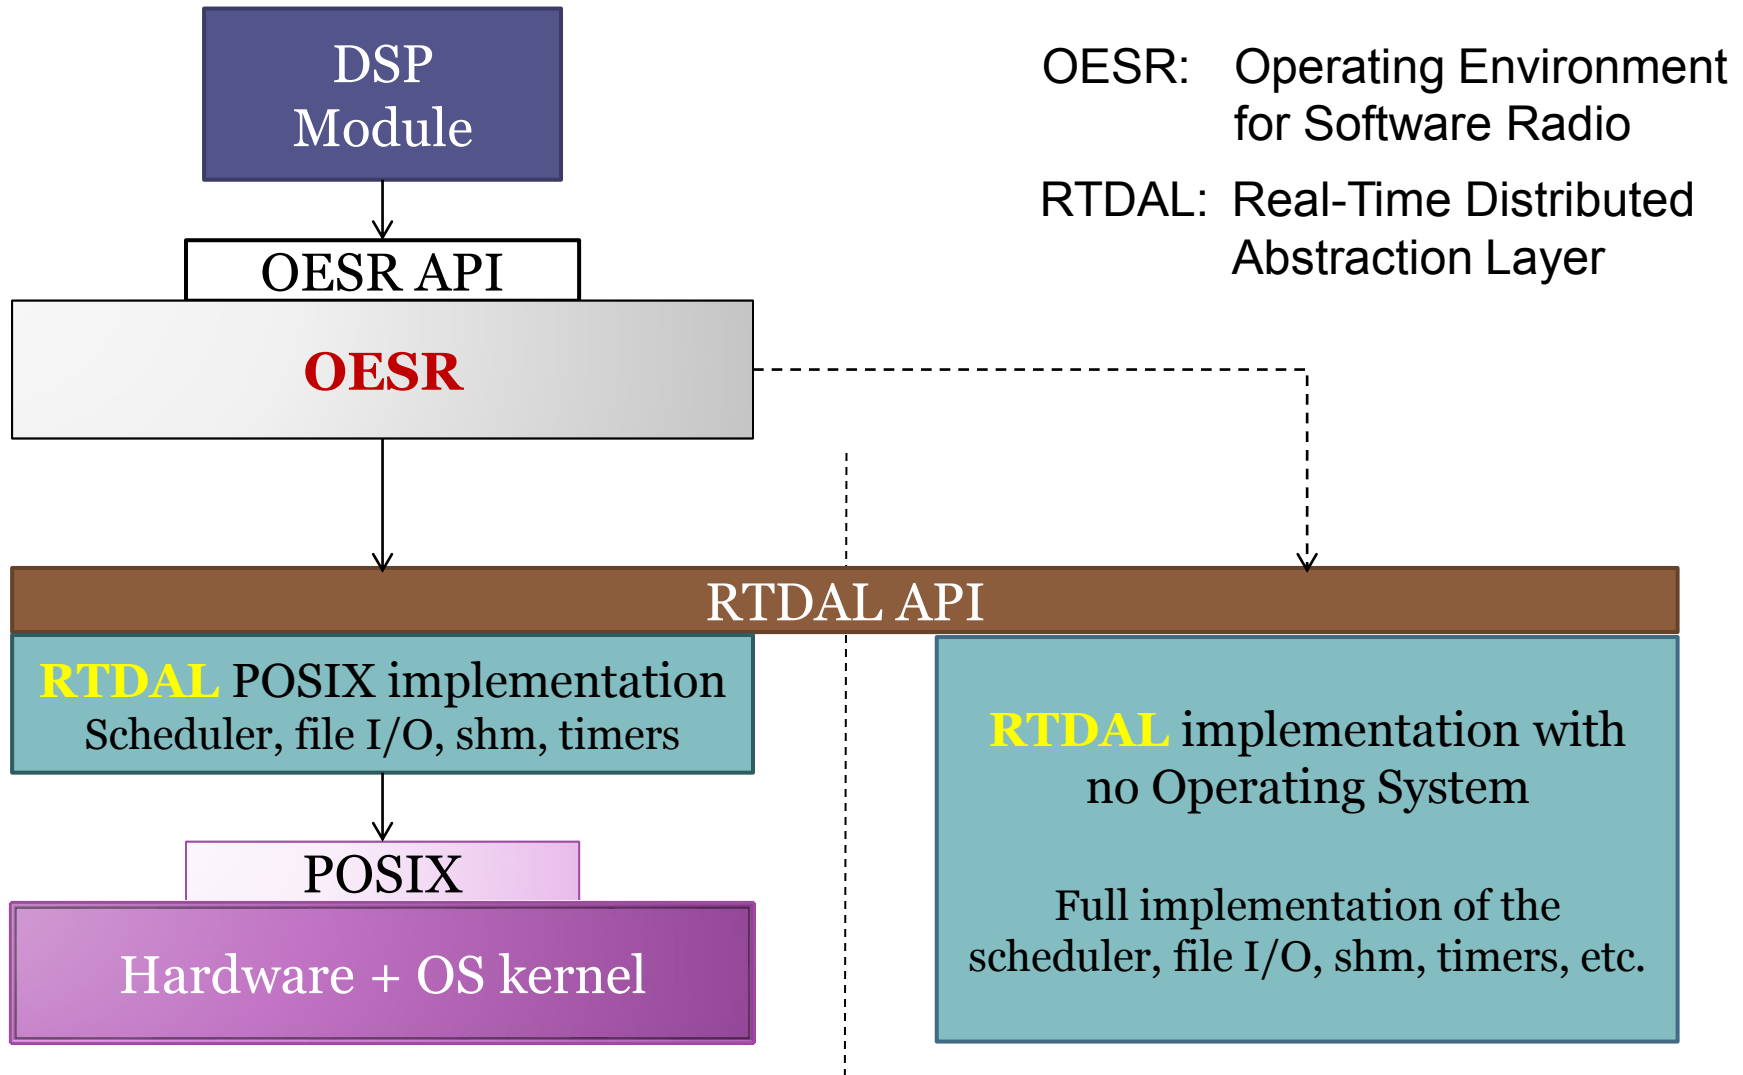 DSP
Module
OESR: Operating Environment
for Software Radio
RTDAL: Real-Time Distributed
Abstraction Layer
OESR API
OESR
RTDAL API
RTDAL POSIX implementation
Scheduler, file I/O, shm, timers
POSIX
Hardware + OS kernel
RTDAL implementation with
no Operating System
Full implementation of the
scheduler, file I/O, shm, timers, etc.